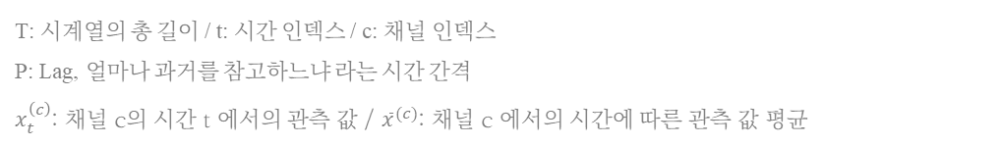 T: 시계열의 총 길이 / t: 시간 인덱스 / c: 채널 인덱스
P: Lag, 얼마나 과거를 참고하느냐 라는 시간 간격
$x_t^{(c)}$: 채널 c의 시간 t 에서의 관측 값 / $\bar{x}^{(c)}$: 채널 c 에서의 시간에 따른 관측 값 평균